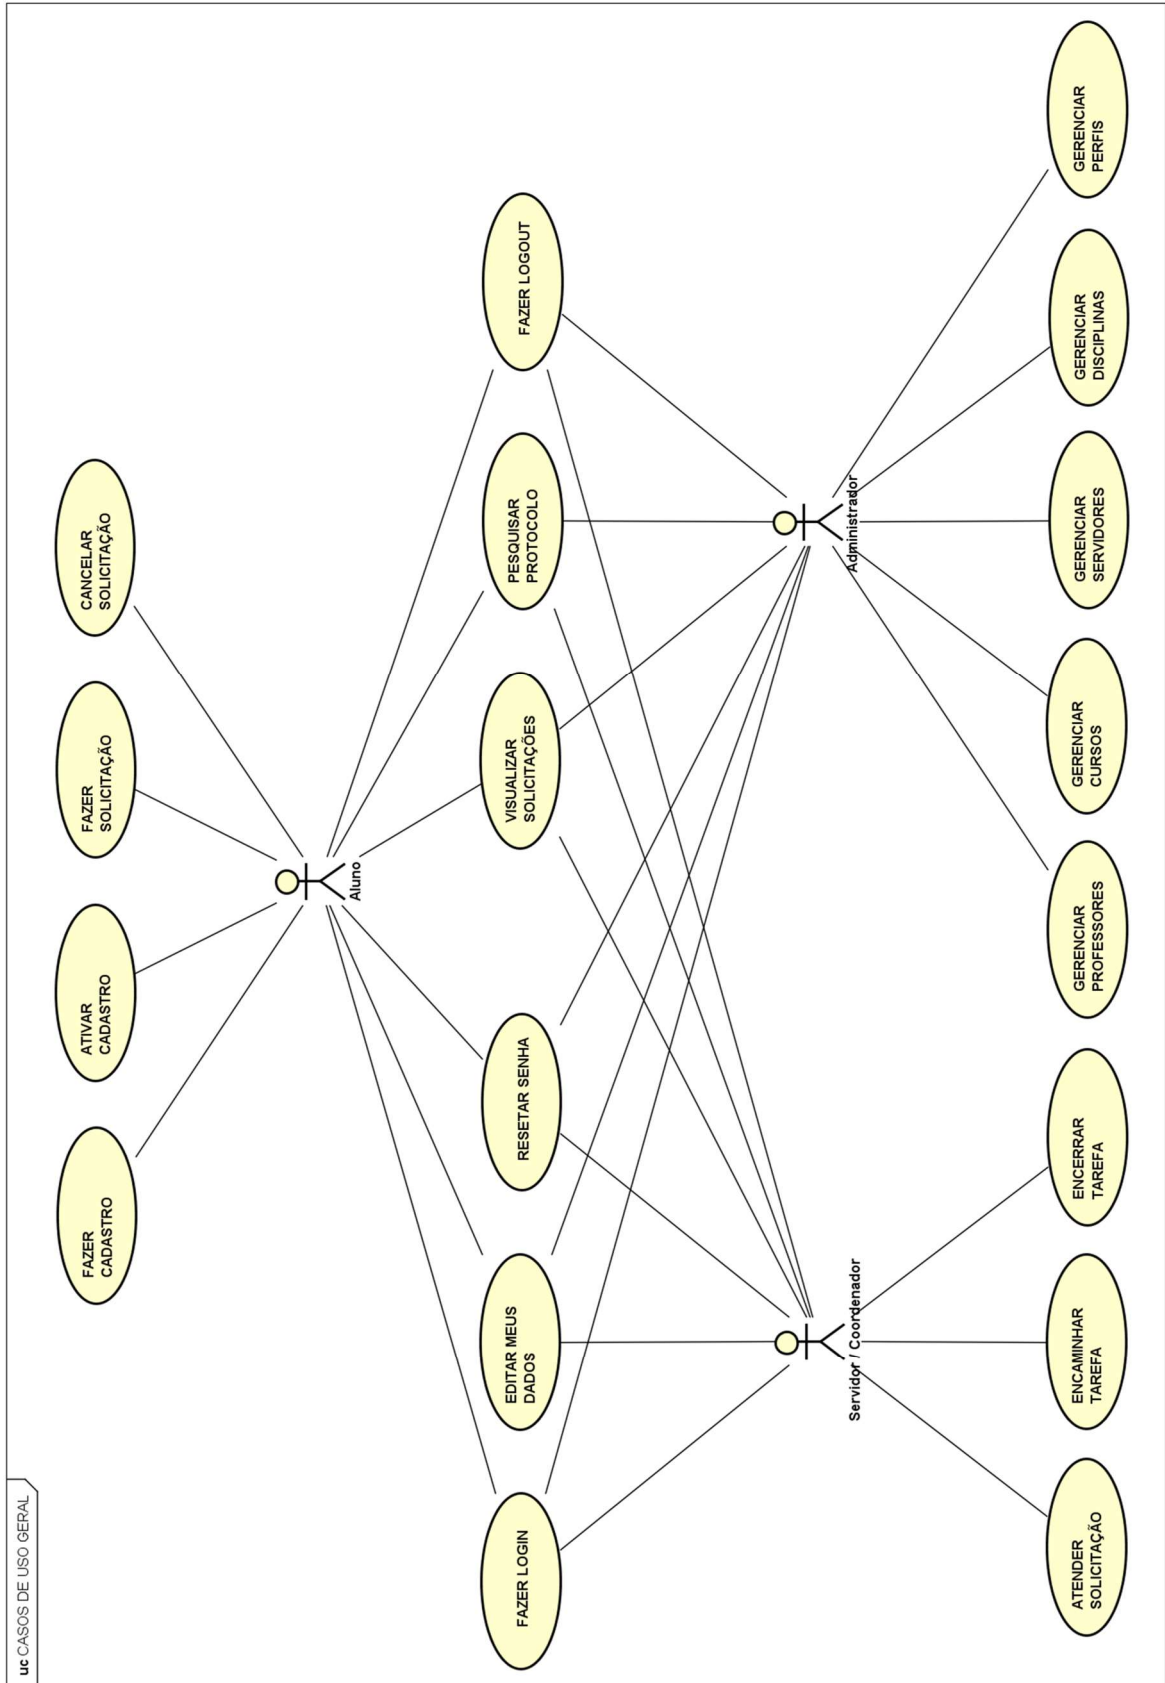 uc CASOS DE USO GERAL
FAZER
CADASTRO
ATIVAR
CADASTRO
FAZER
SOLICITAÇÃO
CANCELAR
SOLICITAÇÃO
Aluno
FAZER LOGIN
EDITAR MEUS
DADOS
RESETAR SENHA
VISUALIZAR
SOLICITAÇÕES
PESQUISAR
PROTOCOLO
FAZER LOGOUT
Servidor / Coordenador
Administrador
ATENDER
SOLICITAÇÃO
ENCAMINHAR
TAREFA
ENCERRAR
TAREFA
GERENCIAR
PROFESSORES
GERENCIAR
CURSOS
GERENCIAR
SERVIDORES
GERENCIAR
DISCIPLINAS
GERENCIAR
PERFIS